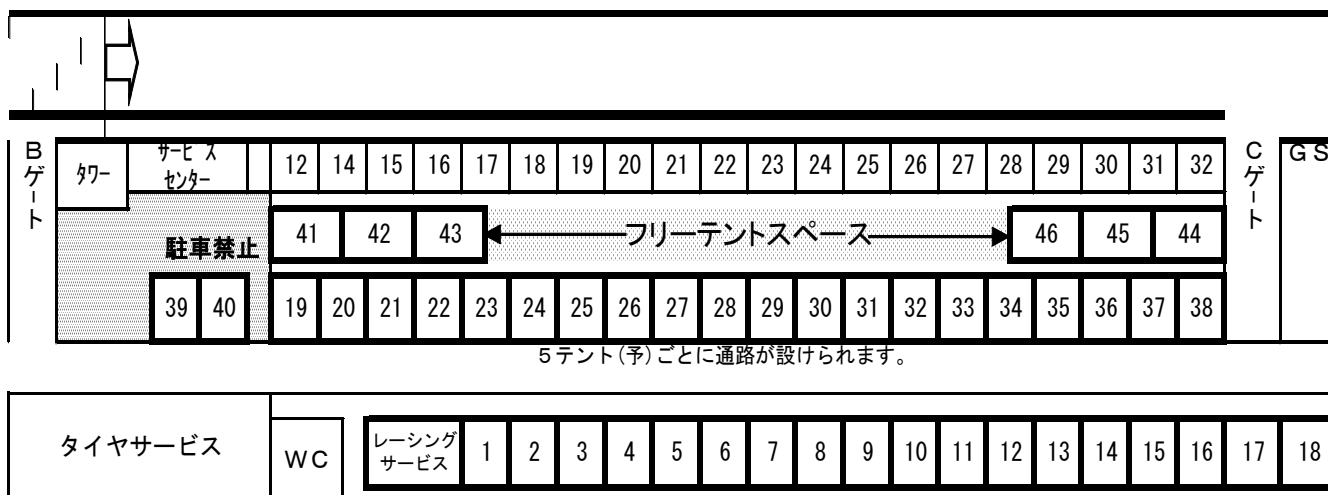 Bゲート
タワー
サービス
センター
12 14 15 16 17 18 19 20 21 22 23 24 25 26 27 28 29 30 31 32
Cゲート
GS
41 42 43
フリーテントスペース
46 45 44
駐車禁止
39 40
19 20 21 22 23 24 25 26 27 28 29 30 31 32 33 34 35 36 37 38
5テント(予)ごとに通路が設けられます。
タイヤサービス
WC
レーシング
サービス
1 2 3 4 5 6 7 8 9 10 11 12 13 14 15 16 17 18